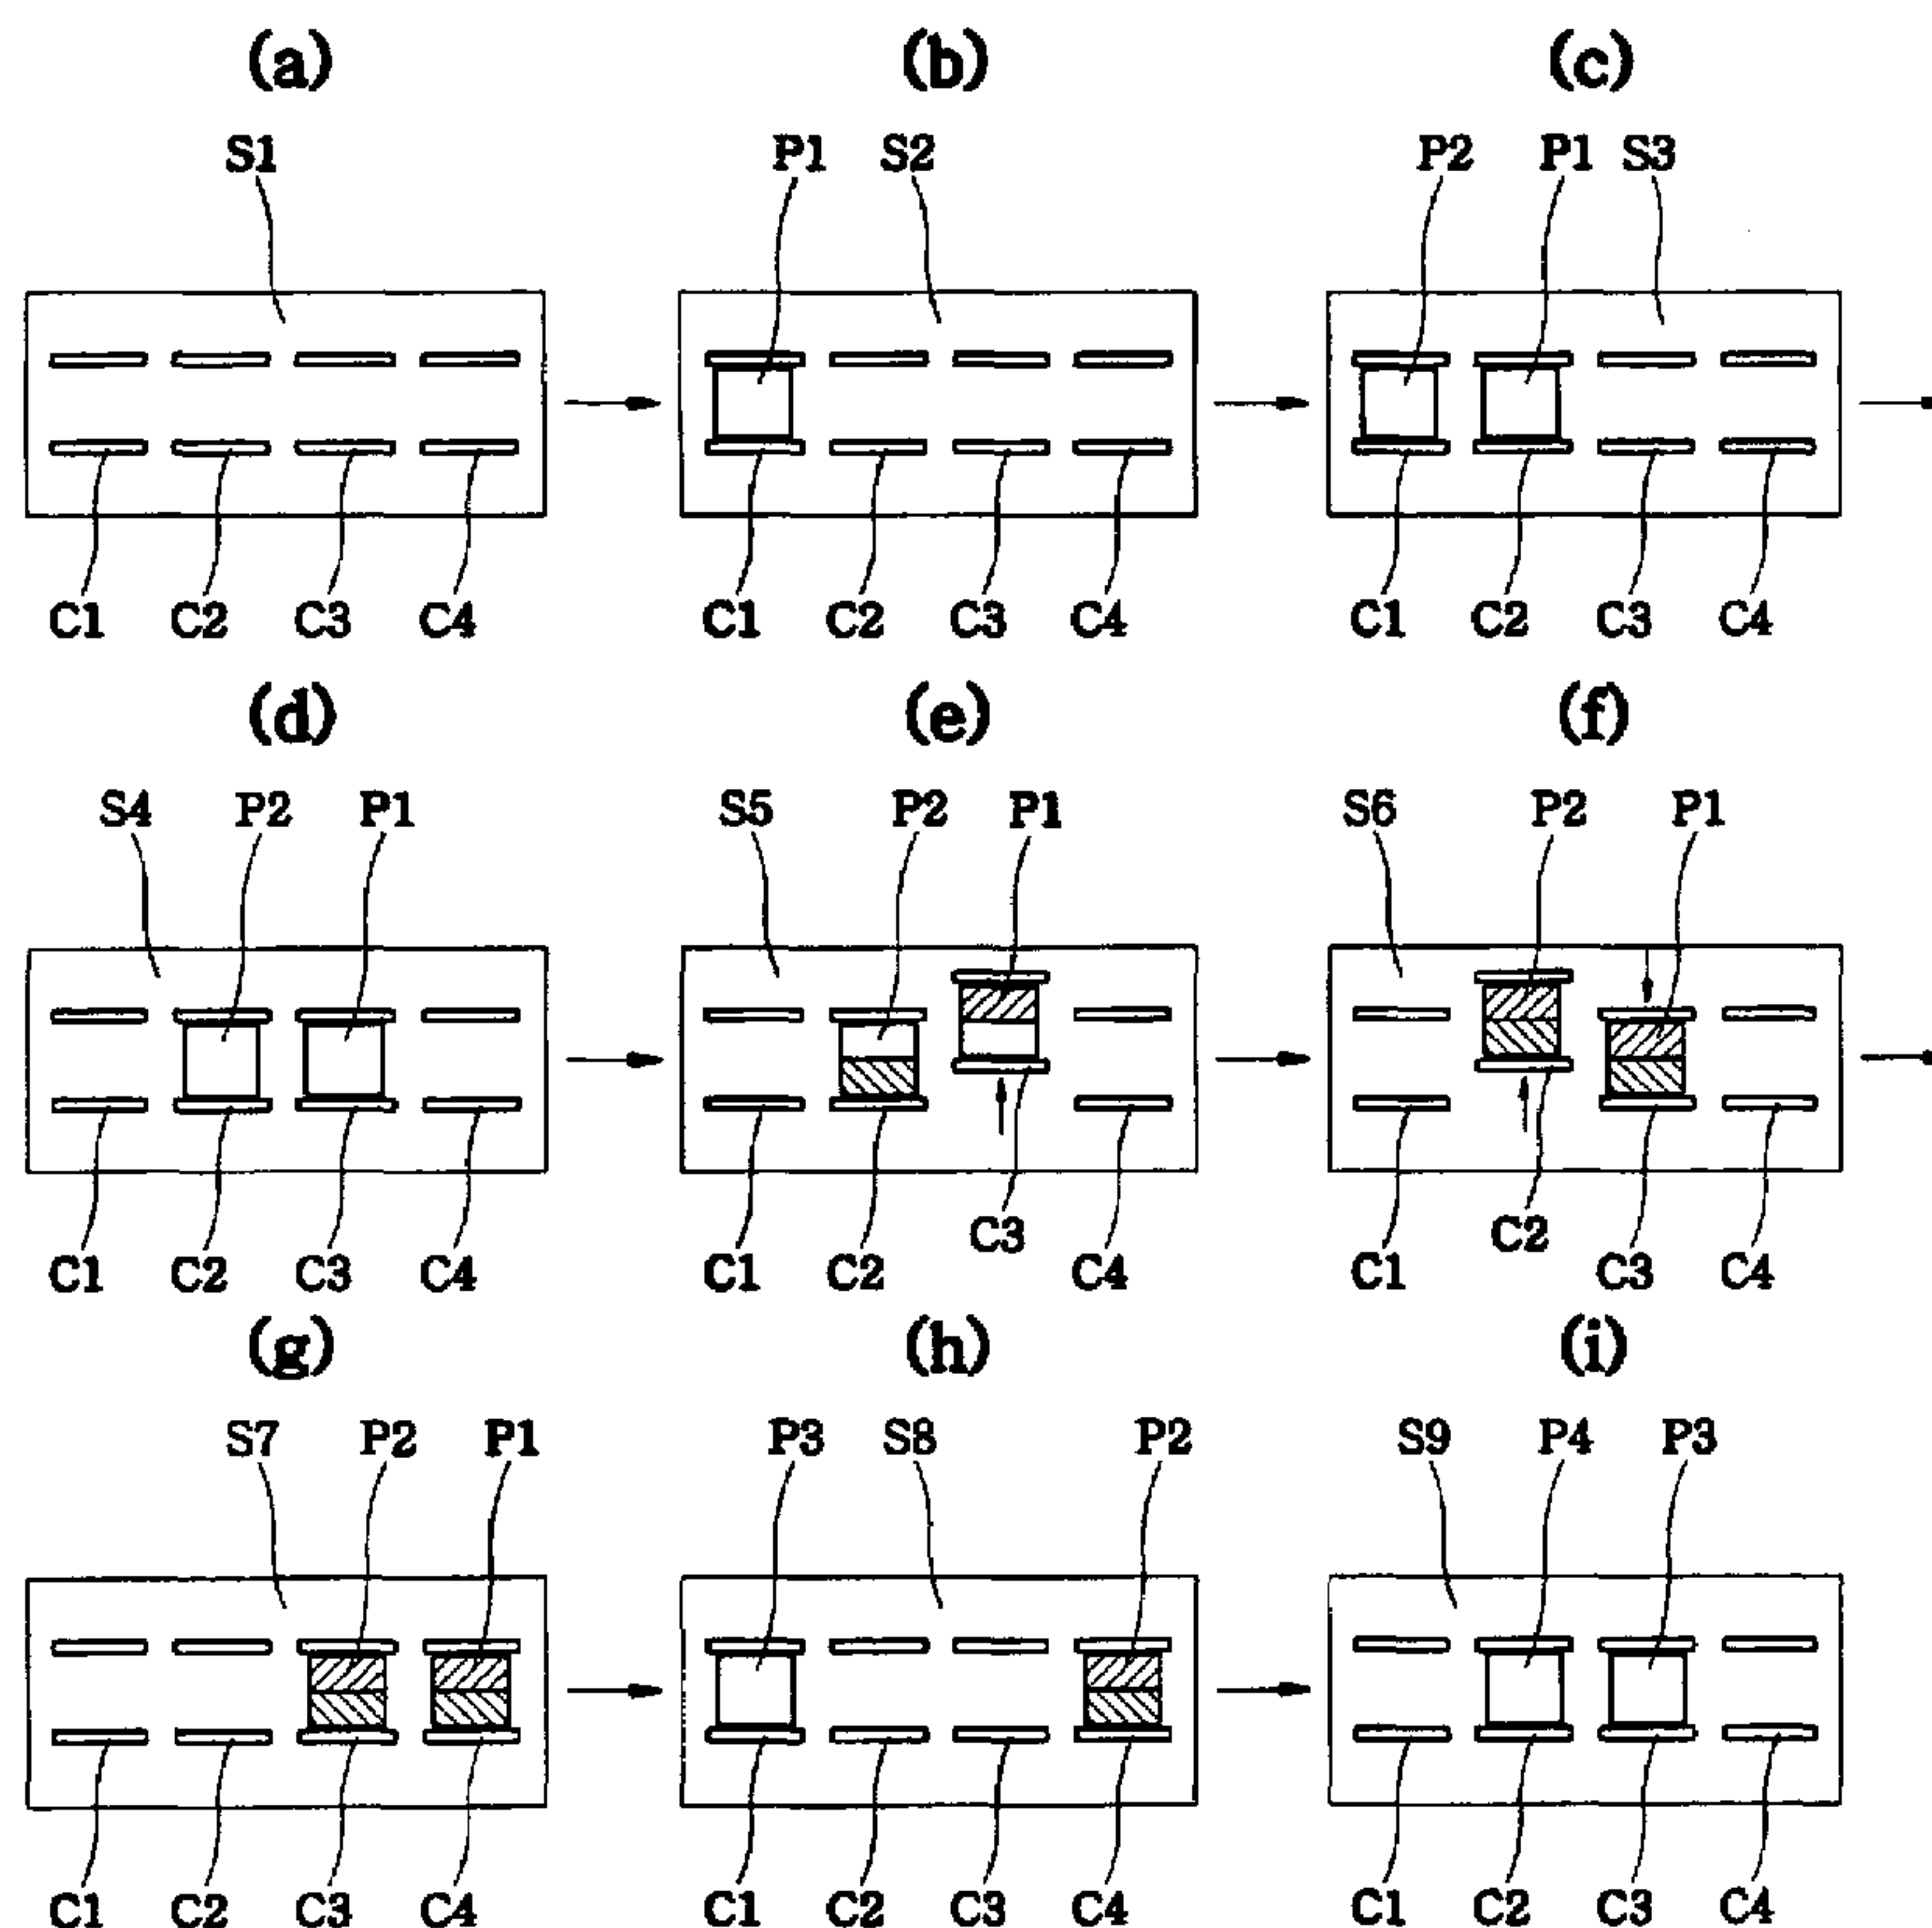 (a) (b) (c)
S1 P1 S2 P2 P1 S3
C1 C2 C3 C4 C1 C2 C3 C4 C1 C2 C3 C4
(d) (e) (f)
S4 P2 P1 S5 P2 P1 S6 P2 P1
C3 C2
C1 C2 C3 C4 C1 C2 C4 C1 C3 C4
(g) (h) (i)
S7 P2 P1 P3 S8 P2 S9 P4 P3
C1 C2 C3 C4 C1 C2 C3 C4 C1 C2 C3 C4